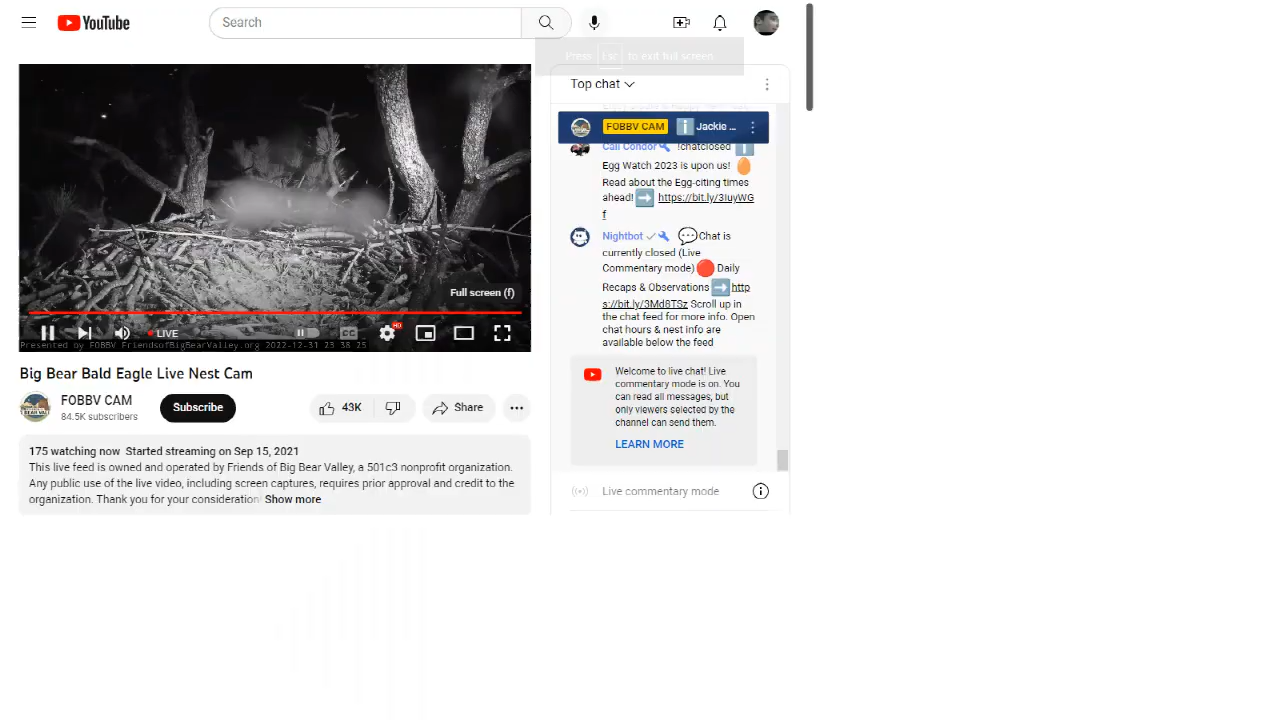 YouTube
Search
Press Esc to exit full screen
Top chat
FOBBV CAM Jackie ...
Cali Condor !chatclosed
Egg Watch 2023 is upon us!
Read about the Egg-citing times
ahead! https://bit.ly/3IuyWG
f
Nightbot Chat is
currently closed (Live
Commentary mode) Daily
Recaps & Observations http
s://bit.ly/3Md8TSz Scroll up in
the chat feed for more info. Open
chat hours & nest info are
available below the feed
Welcome to live chat! Live
commentary mode is on. You
can read all messages, but
only viewers selected by the
channel can send them.
LEARN MORE
Live commentary mode
Full screen (f)
LIVE
CC
HD
Presented by FOBBV FriendsofBigBearValley.org 2022-12-31 23 38 25
Big Bear Bald Eagle Live Nest Cam
FOBBV CAM
84.5K subscribers
Subscribe
43K
Share
175 watching now Started streaming on Sep 15, 2021
This live feed is owned and operated by Friends of Big Bear Valley, a 501c3 nonprofit organization.
Any public use of the live video, including screen captures, requires prior approval and credit to the
organization. Thank you for your consideration! Show more